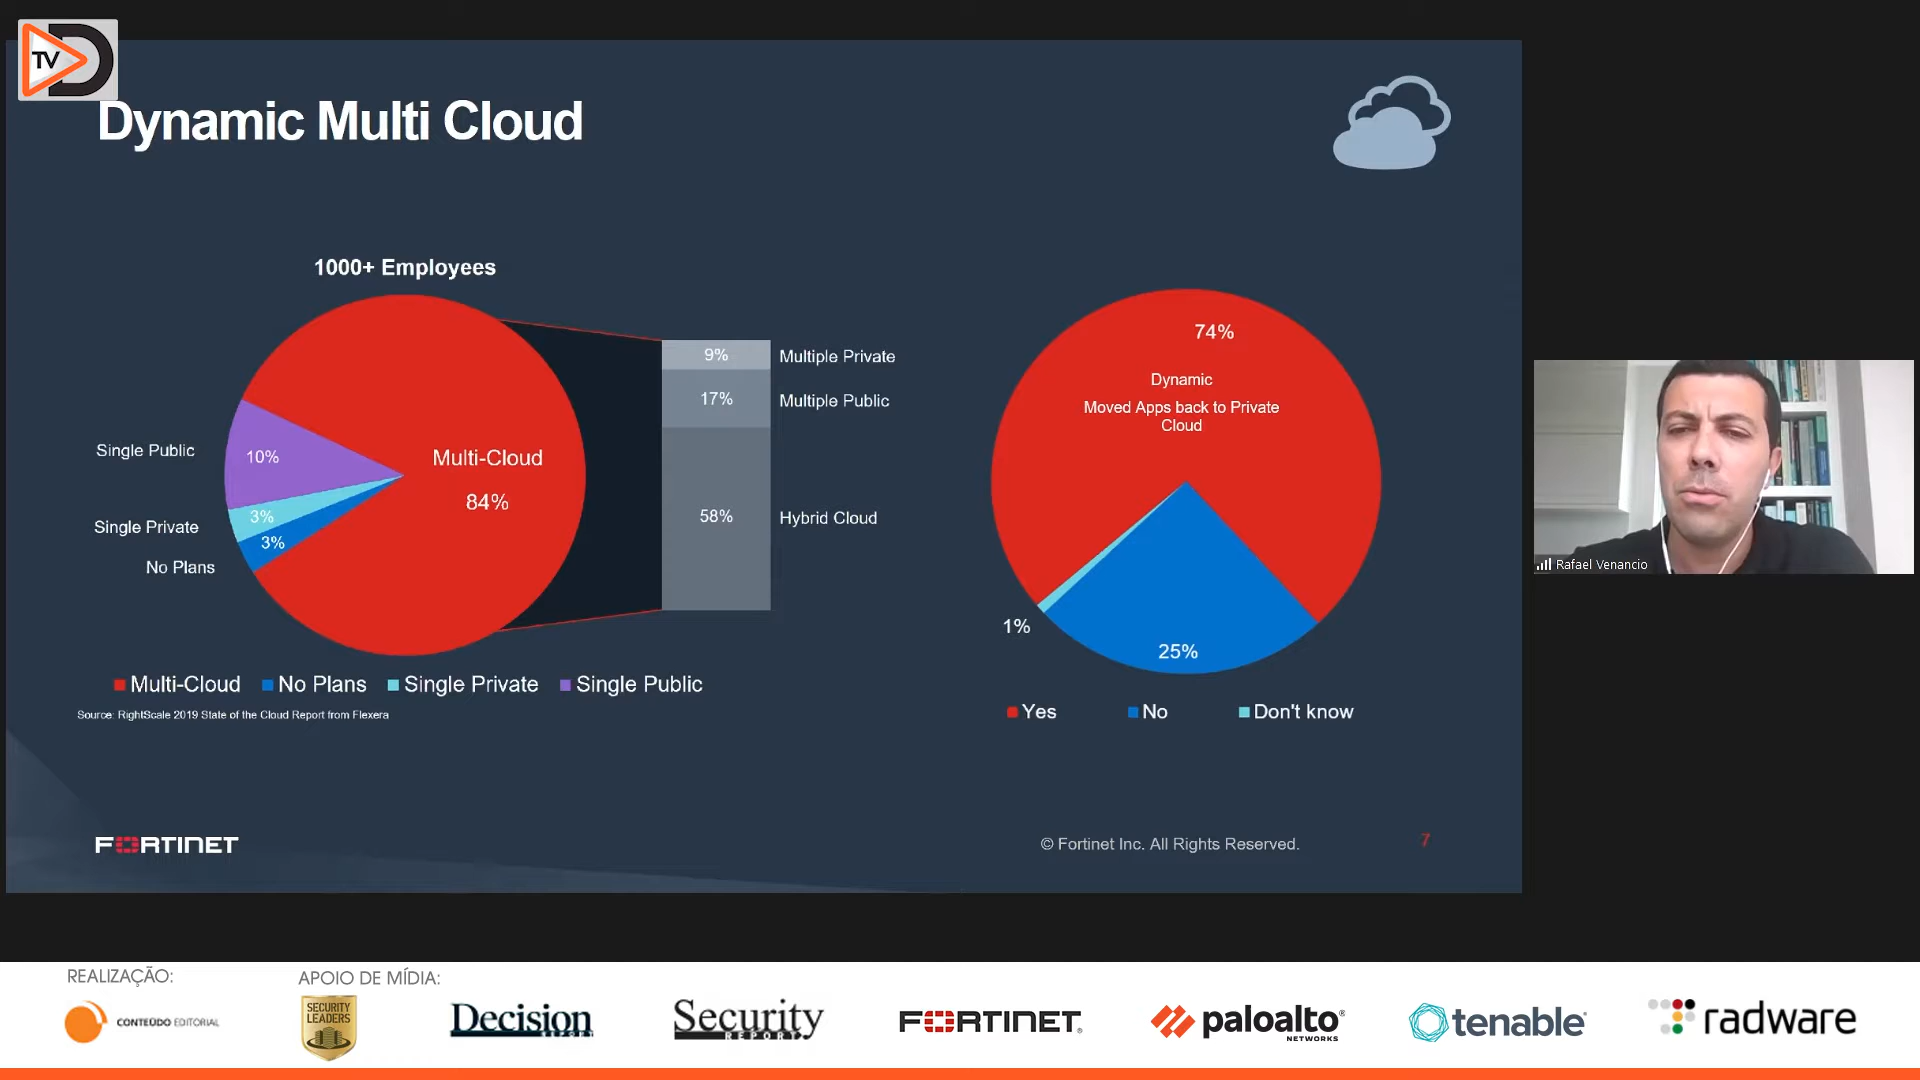 TV D
Dynamic Multi Cloud
1000+ Employees
Multi-Cloud
84%
Single Public
10%
Single Private
3%
No Plans
3%
9%
Multiple Private
17%
Multiple Public
58%
Hybrid Cloud
Multi-Cloud No Plans Single Private Single Public
Source: RightScale 2019 State of the Cloud Report from Flexera
74%
Dynamic
Moved Apps back to Private
Cloud
1%
25%
Yes No Don't know
FORTINET
© Fortinet Inc. All Rights Reserved.
7
Rafael Venancio
REALIZAÇÃO:
CONTEÚDO EDITORIAL
APOIO DE MÍDIA:
SECURITY
LEADERS
Decision
REPORT
Security
REPORT
FORTINET®
paloalto®
NETWORKS
tenable®
radware